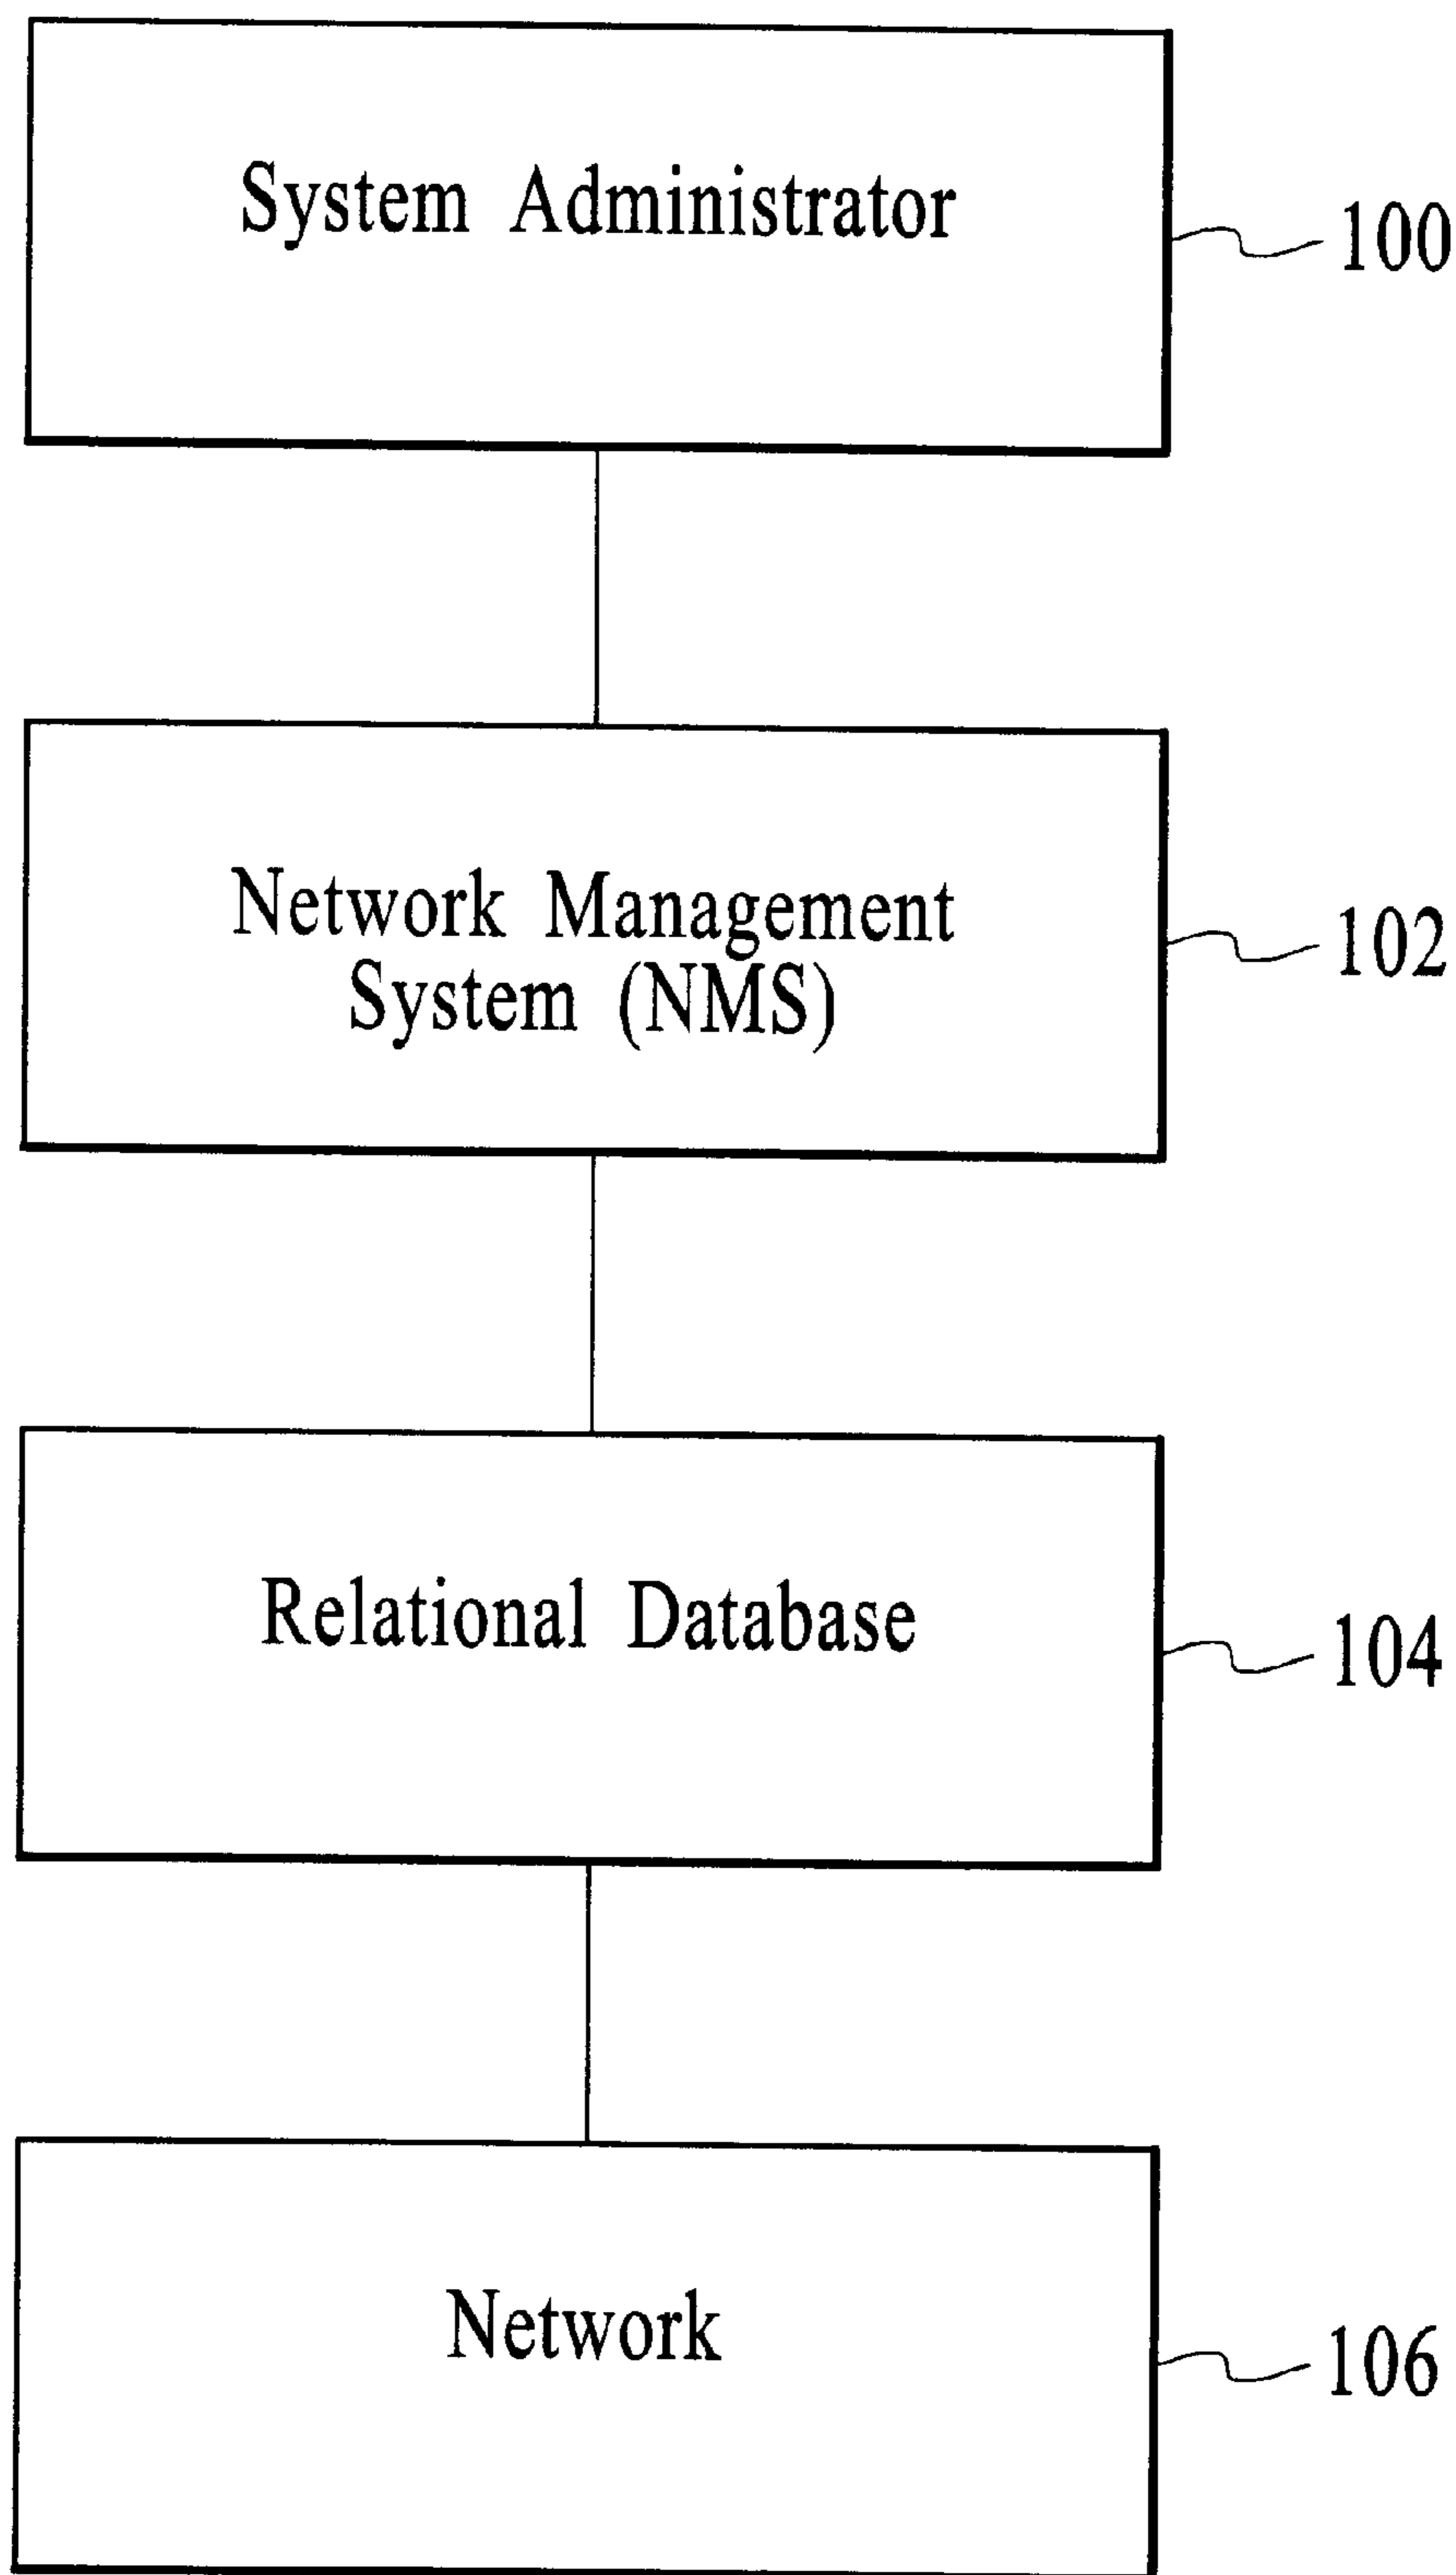 System Administrator
100
Network Management
System (NMS)
102
Relational Database
104
Network
106